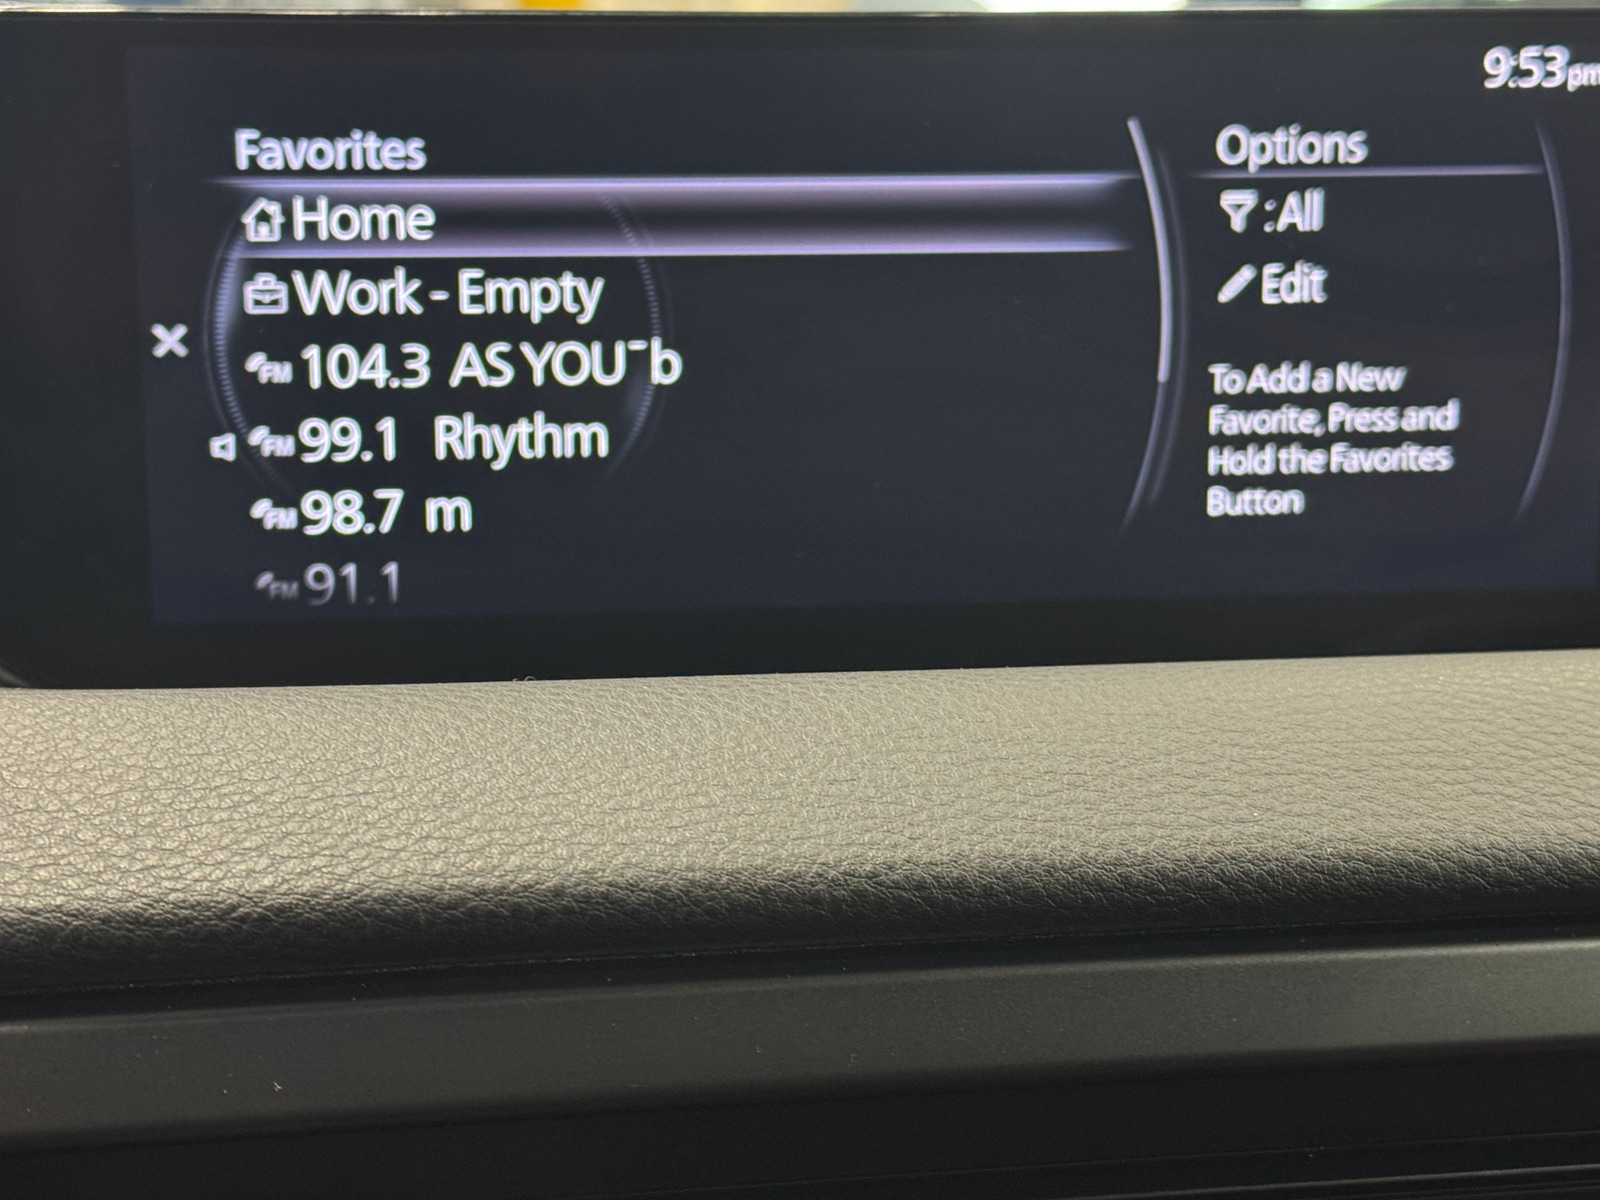 9:53pm
Favorites
Home
Work - Empty
FM 104.3 AS YOU¯b
FM 99.1 Rhythm
FM 98.7 m
FM 91.1
Options
:All
Edit
To Add a New
Favorite, Press and
Hold the Favorites
Button